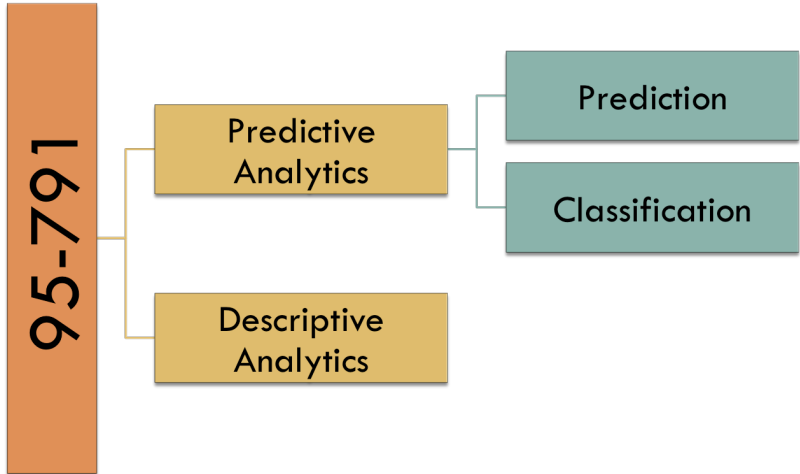 95-791
Predictive
Analytics
Prediction
Classification
Descriptive
Analytics